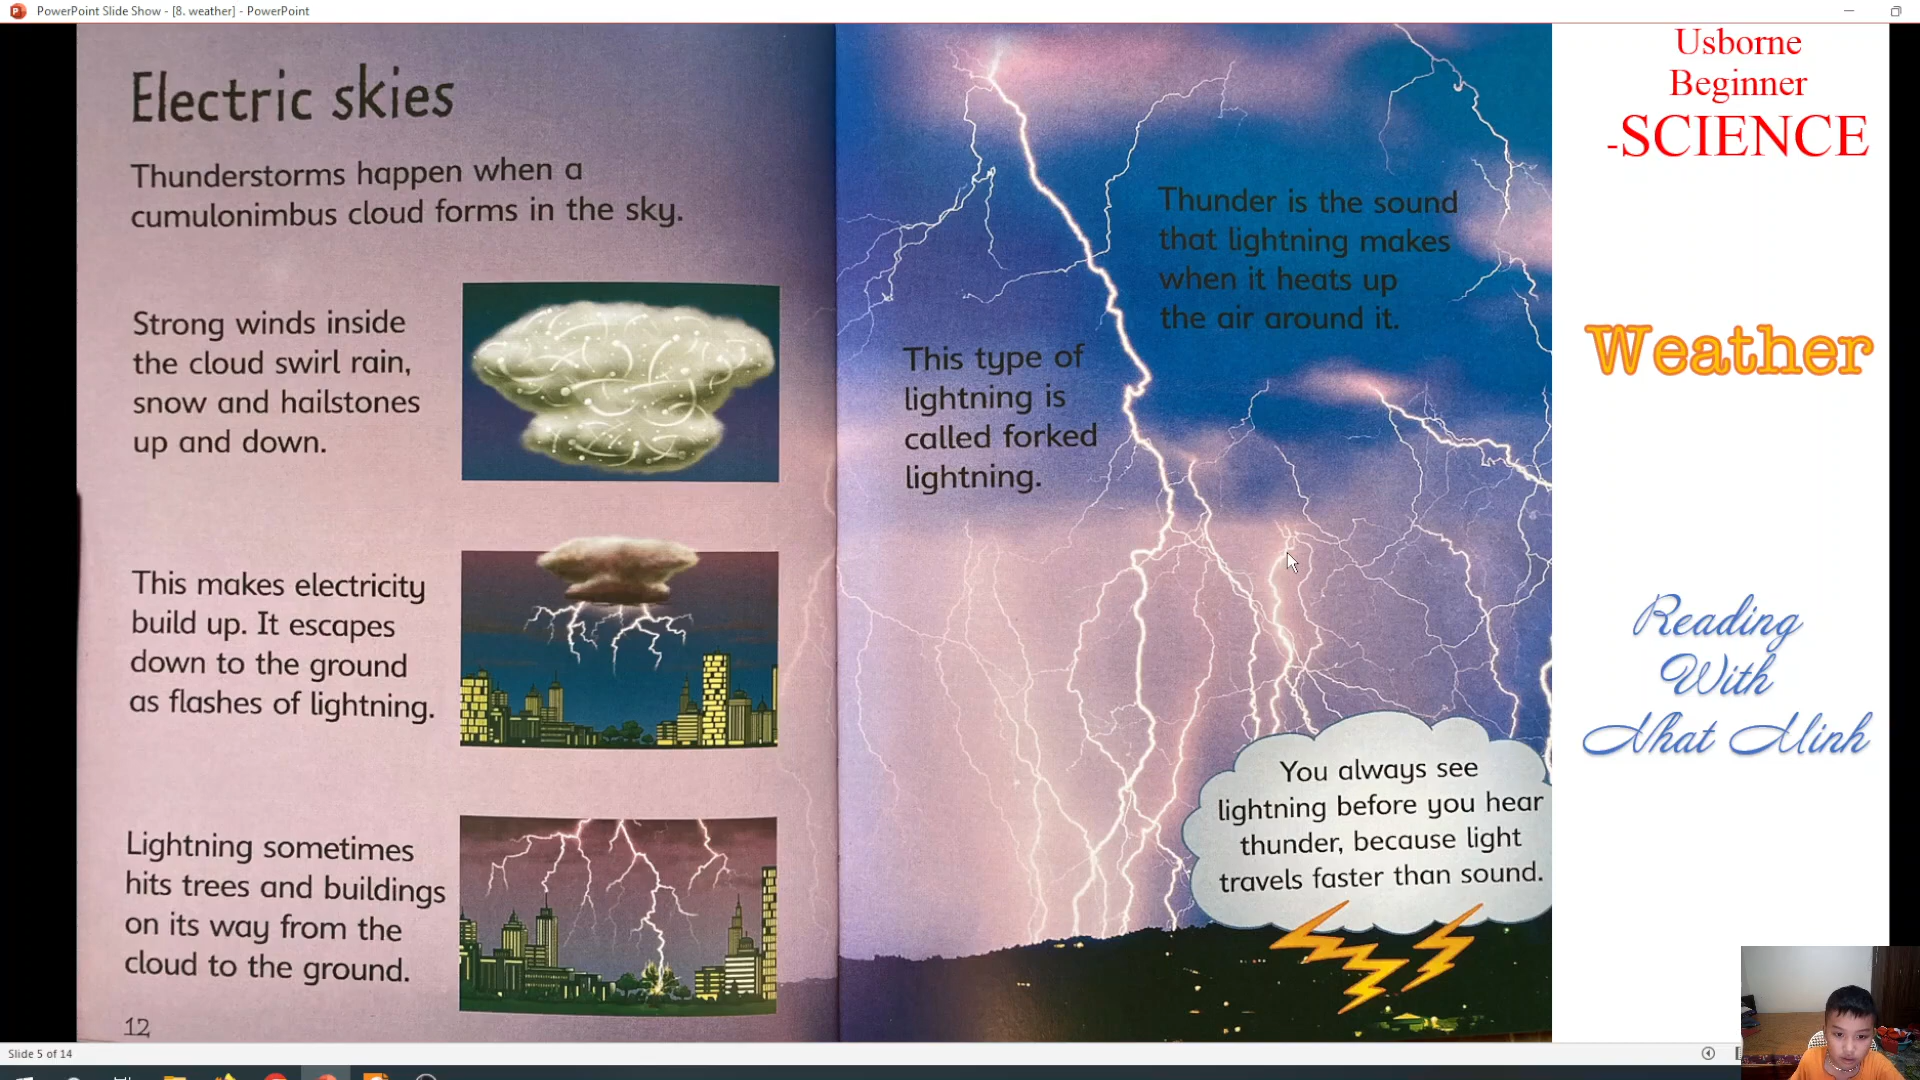 PowerPoint Slide Show - [8. weather] - PowerPoint
Electric skies
Thunderstorms happen when a
cumulonimbus cloud forms in the sky.
Strong winds inside
the cloud swirl rain,
snow and hailstones
up and down.
This makes electricity
build up. It escapes
down to the ground
as flashes of lightning.
Lightning sometimes
hits trees and buildings
on its way from the
cloud to the ground.
12
Thunder is the sound
that lightning makes
when it heats up
the air around it.
This type of
lightning is
called forked
lightning.
You always see
lightning before you hear
thunder, because light
travels faster than sound.
Usborne
Beginner
-SCIENCE
Weather
Reading
With
Nhat Minh
Slide 5 of 14